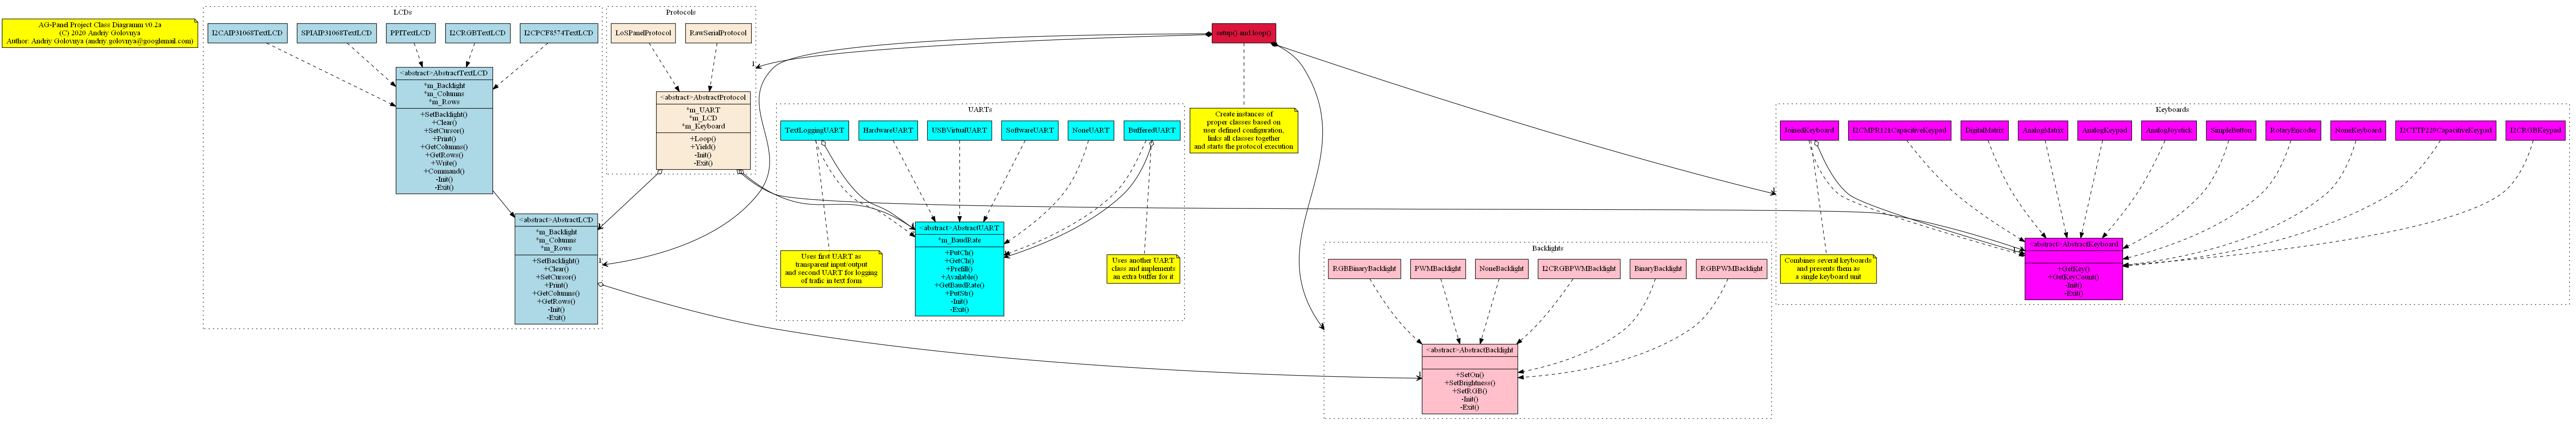 AG-Panel Project Class Diagramm v0.2a
(C) 2020 Andriy Golovnya
Author: Andriy Golovnya (andriy.golovnya@googlemail.com)
LCDs
I2CAIP31068TextLCD
SPIAIP31068TextLCD
PPITextLCD
I2CRGBTextLCD
I2CPCF8574TextLCD
<abstract>AbstractTextLCD
*m_Backlight
*m_Columns
*m_Rows
+SetBacklight()
+Clear()
+SetCursor()
+Print()
+GetColumns()
+GetRows()
+Write()
+Command()
-Init()
-Exit()
<abstract>AbstractLCD
*m_Backlight
*m_Columns
*m_Rows
+SetBacklight()
+Clear()
+SetCursor()
+Print()
+GetColumns()
+GetRows()
-Init()
-Exit()
1
1
Protocols
LoSPanelProtocol
RawSerialProtocol
<abstract>AbstractProtocol
*m_UART
*m_LCD
*m_Keyboard
+Loop()
+Yield()
-Init()
-Exit()
1
UARTs
TextLoggingUART
HardwareUART
USBVirtualUART
SoftwareUART
NoneUART
BufferedUART
Uses first UART as
transparent input/output
and second UART for logging
of trafic in text form
<abstract>AbstractUART
*m_BaudRate
+PutCh()
+GetCh()
+Prefill()
+Available()
+GetBaudRate()
+PutStr()
-Init()
-Exit()
Uses another UART
class and implements
an extra buffer for it
setup() and loop()
Create instances of
proper classes based on
user defined configuration,
links all classes together
and starts the protocol execution
Backlights
RGBBinaryBacklight
PWMBacklight
NoneBacklight
I2CRGBPWMBacklight
BinaryBacklight
RGBPWMBacklight
<abstract>AbstractBacklight
+SetOn()
+SetBrightness()
+SetRGB()
-Init()
-Exit()
1
Keyboards
JoinedKeyboard
I2CMPR121CapacitiveKeypad
DigitalMatrix
AnalogMatrix
AnalogKeypad
AnalogJoystick
SimpleButton
RotaryEncoder
NoneKeyboard
I2CTTP229CapacitiveKeypad
I2CRGBKeypad
Combines several keyboards
and presents them as
a single keyboard unit
<abstract>AbstractKeyboard
+GetKey()
+GetKeyCount()
-Init()
-Exit()
1